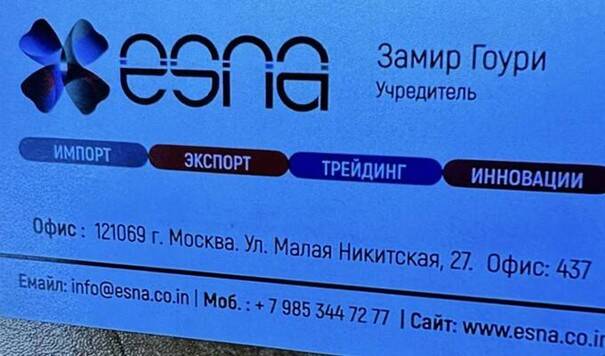 esna
Замир Гоури
Учредитель
ИМПОРТ ЭКСПОРТ ТРЕЙДИНГ ИННОВАЦИИ
Офис : 121069 г. Москва. Ул. Малая Никитская, 27. Офис: 437
Емайл: info@esna.co.in | Моб. : + 7 985 344 72 77 | Сайт: www.esna.co.in